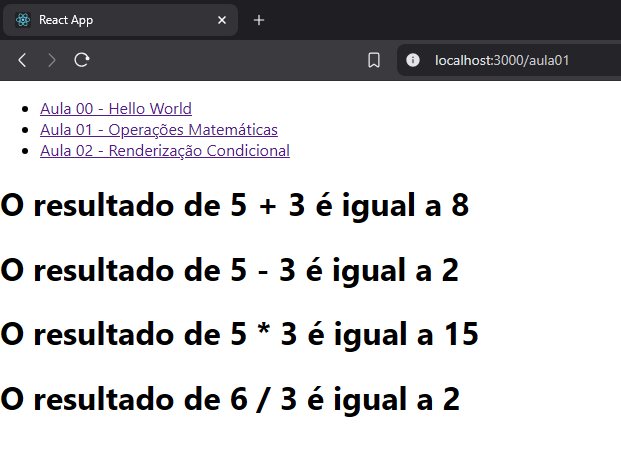 React App
localhost:3000/aula01
Aula 00 - Hello World
Aula 01 - Operações Matemáticas
Aula 02 - Renderização Condicional
O resultado de 5 + 3 é igual a 8
O resultado de 5 - 3 é igual a 2
O resultado de 5 * 3 é igual a 15
O resultado de 6 / 3 é igual a 2